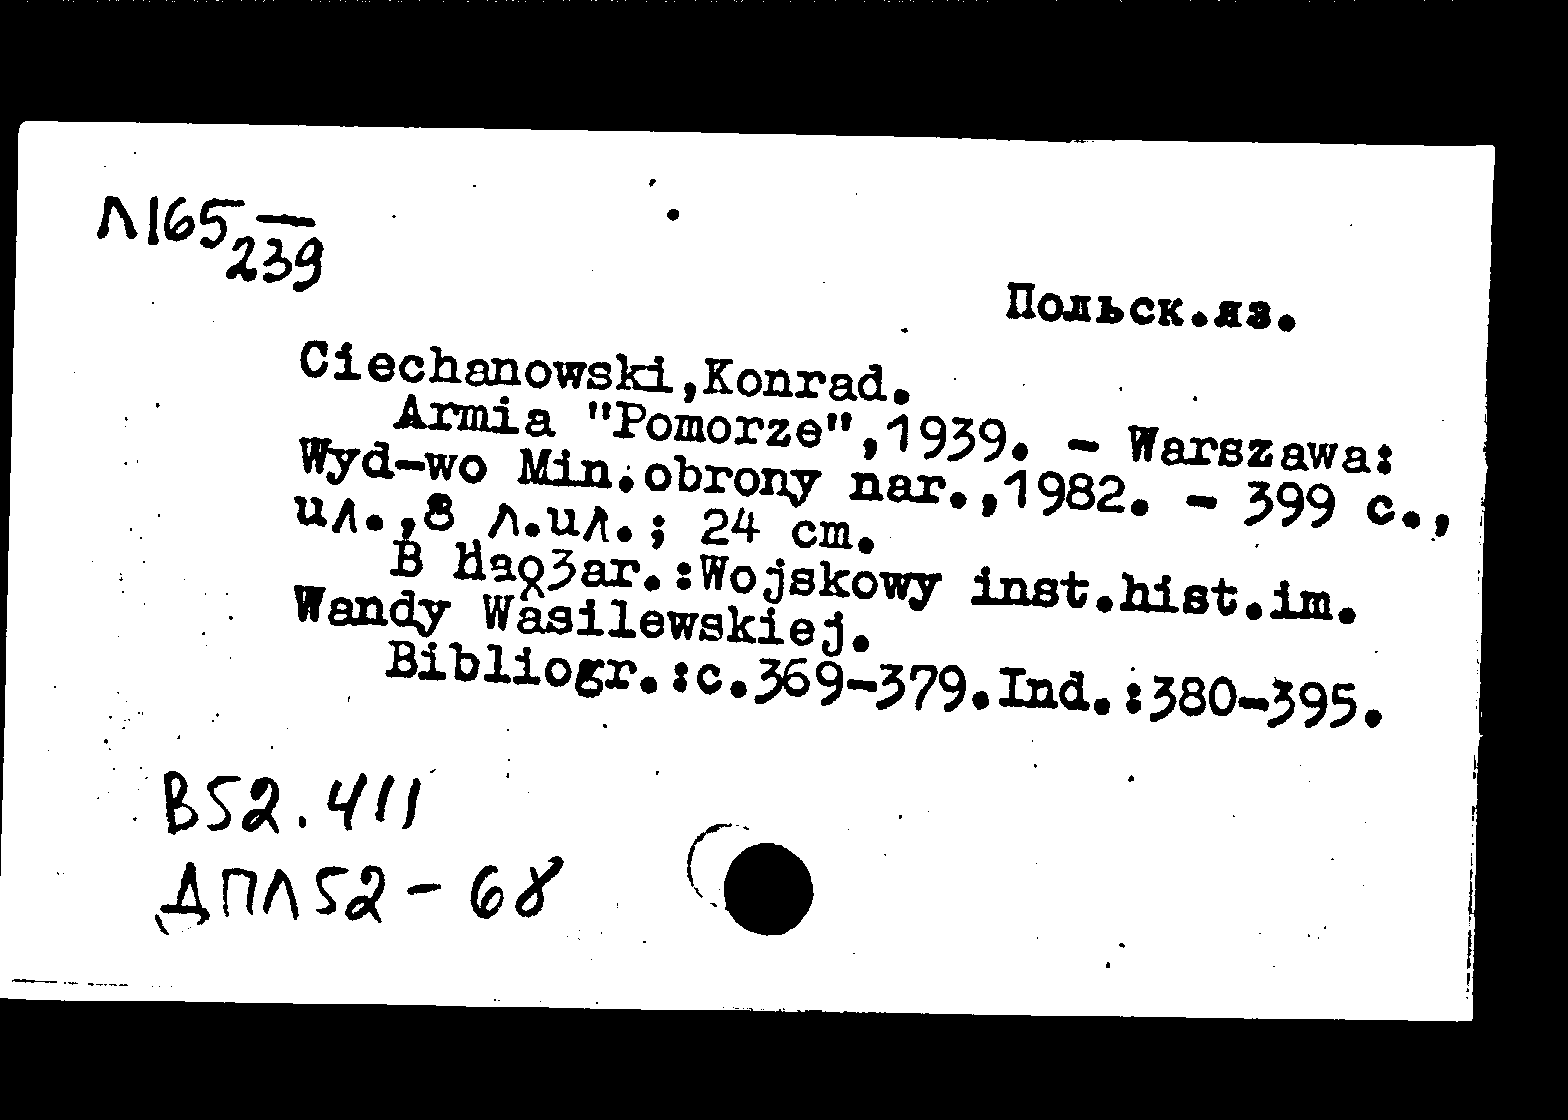 Л165
239
Польск.яз.
Ciechanowski,Konrad.
Armia "Pomorze",1939. - Warszawa:
Wyd-wo Min.obrony nar.,1982. - 399 c.,
ил.,8 л.ил.; 24 cm.
В Надзаг.:Wojskowy inst.hist.im.
Wandy Wasilewskiej.
Bibliogr.:c.369-379.Ind.:380-395.
B52.411
ДПЛ52-68